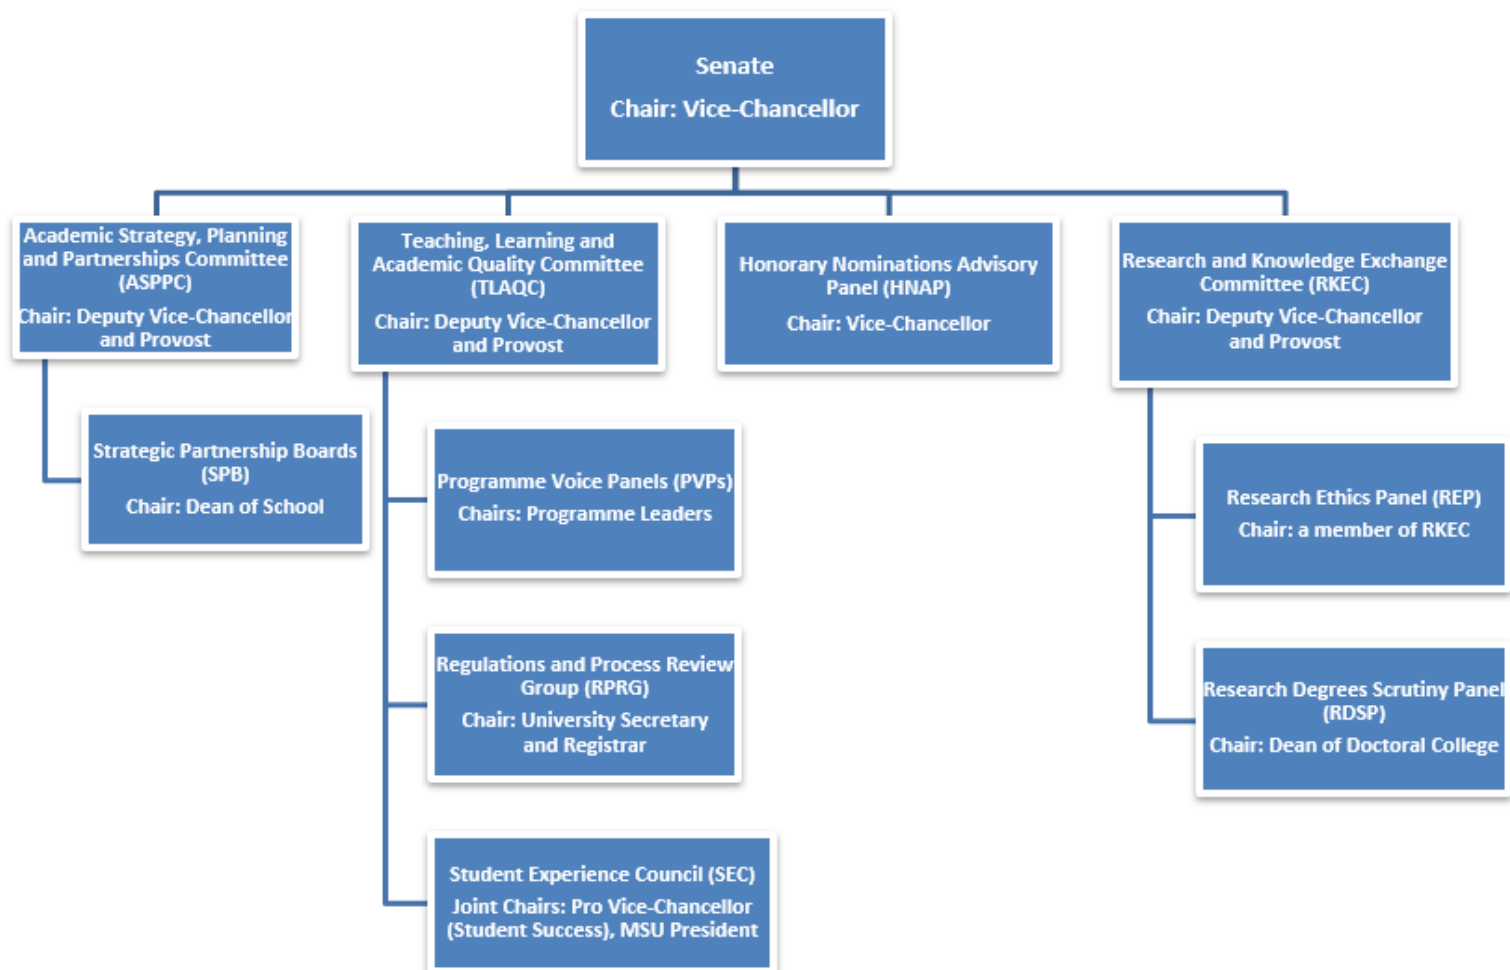 Senate
Chair: Vice-Chancellor
Academic Strategy, Planning
and Partnerships Committee
(ASPPC)
Chair: Deputy Vice-Chancellor
and Provost
Teaching, Learning and
Academic Quality Committee
(TLAQC)
Chair: Deputy Vice-Chancellor
and Provost
Honorary Nominations Advisory
Panel (HNAP)
Chair: Vice-Chancellor
Research and Knowledge Exchange
Committee (RKEC)
Chair: Deputy Vice-Chancellor
and Provost
Strategic Partnership Boards
(SPB)
Chair: Dean of School
Programme Voice Panels (PVPs)
Chairs: Programme Leaders
Regulations and Process Review
Group (RPRG)
Chair: University Secretary
and Registrar
Student Experience Council (SEC)
Joint Chairs: Pro Vice-Chancellor
(Student Success), MSU President
Research Ethics Panel (REP)
Chair: a member of RKEC
Research Degrees Scrutiny Panel
(RDSP)
Chair: Dean of Doctoral College